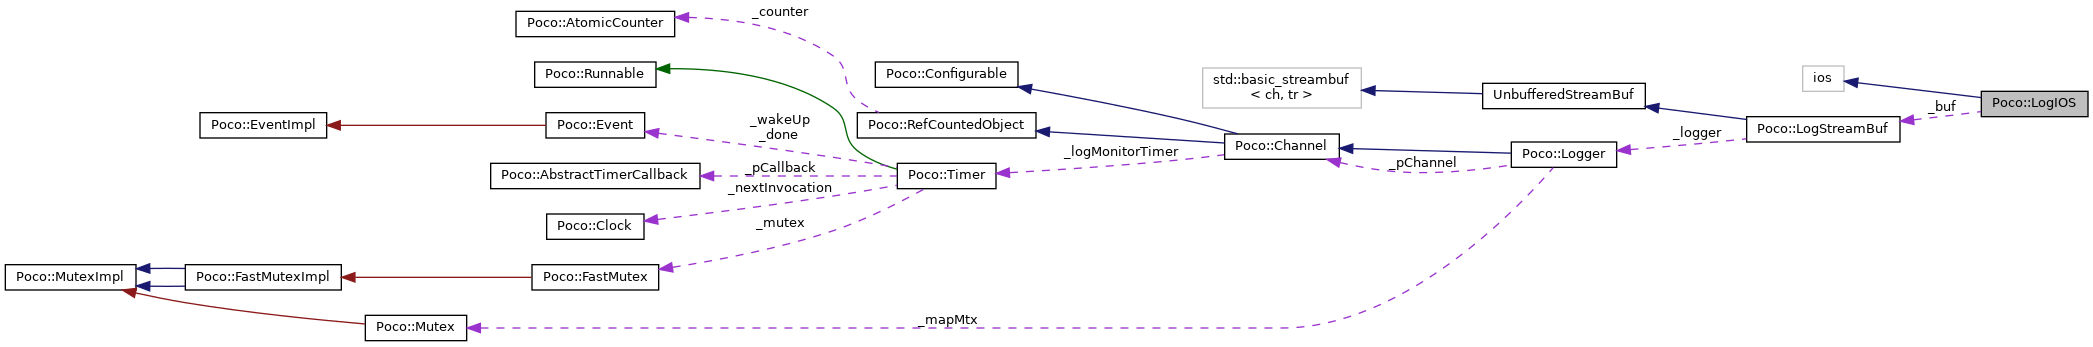 _counter
Poco::AtomicCounter
Poco::Runnable
Poco::Configurable
std::basic_streambuf
< ch, tr >
ios
UnbufferedStreamBuf
Poco::LogIOS
_buf
Poco::EventImpl
Poco::Event
_wakeUp
_done
Poco::RefCountedObject
Poco::LogStreamBuf
_logger
Poco::Channel
_logMonitorTimer
Poco::Logger
_pChannel
Poco::AbstractTimerCallback
_pCallback
Poco::Timer
_nextInvocation
Poco::Clock
_mutex
Poco::MutexImpl
Poco::FastMutexImpl
Poco::FastMutex
Poco::Mutex
_mapMtx